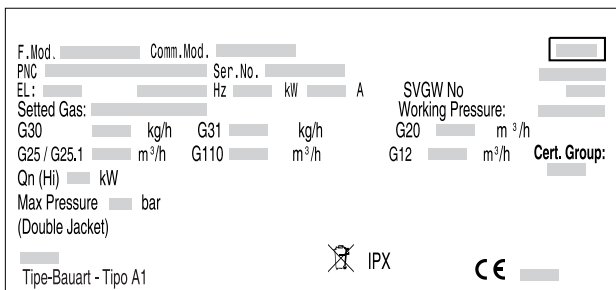 F.Mod. Comm.Mod.
PNC Ser.No.
EL: Hz kW A SVGW No
Setted Gas: Working Pressure:
G30 kg/h G31 kg/h G20 m³/h
G25 / G25.1 m³/h G110 m³/h G12 m³/h Cert. Group:
Qn (Hi) kW
Max Pressure bar
(Double Jacket)
IPX
CE
Tipe-Bauart - Tipo A1